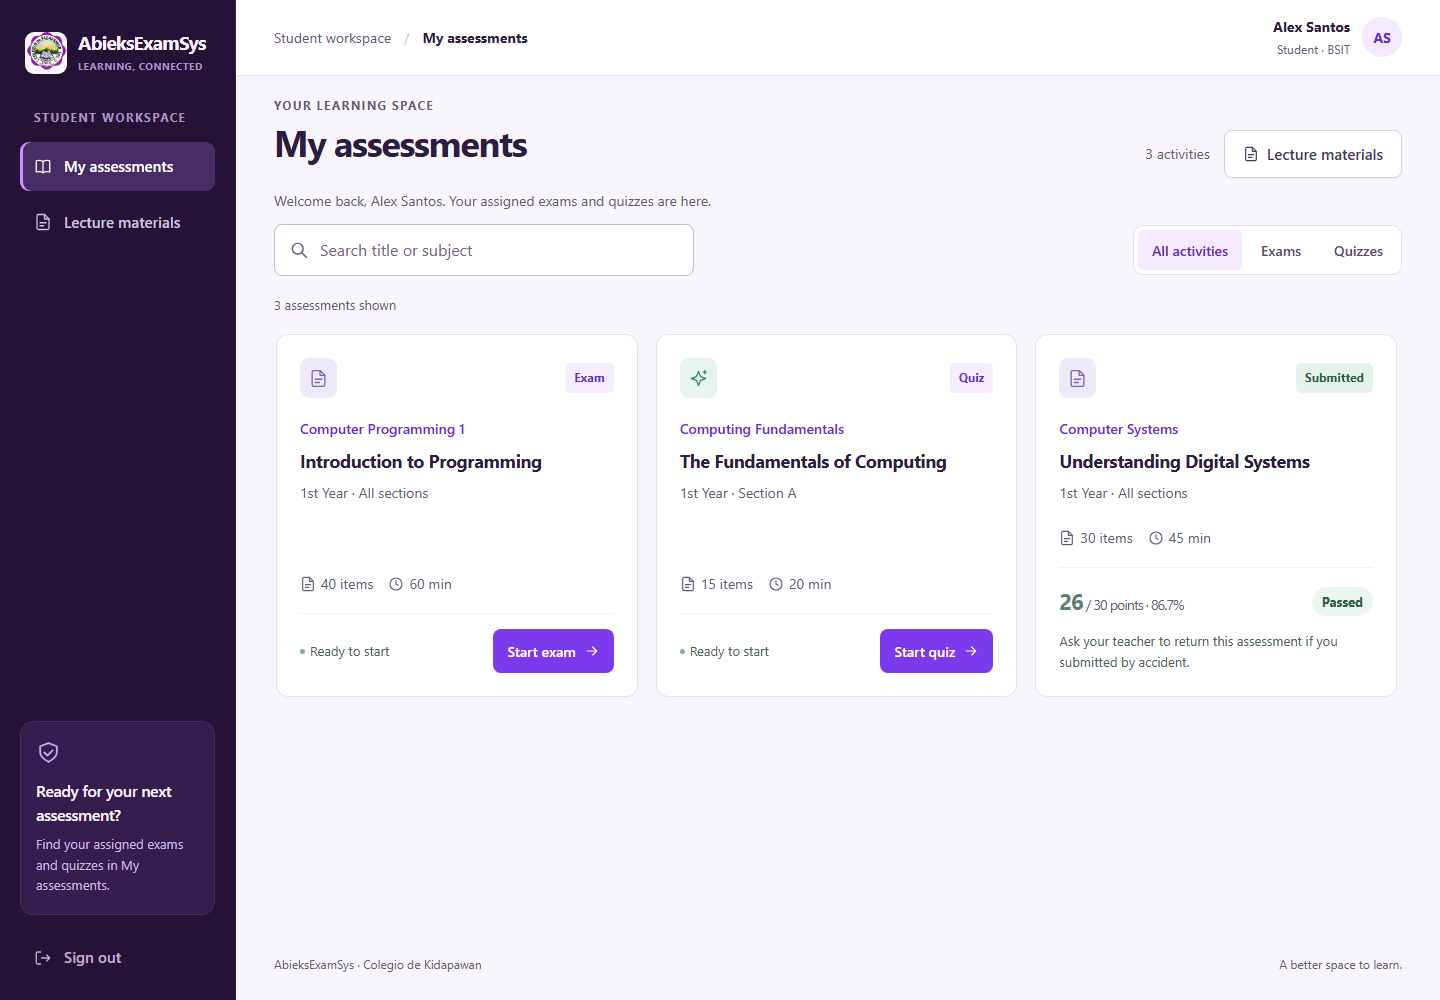 AbieksExamSys
LEARNING, CONNECTED
STUDENT WORKSPACE
My assessments
Lecture materials
Ready for your next
assessment?
Find your assigned exams
and quizzes in My
assessments.
Sign out
Student workspace / My assessments
Alex Santos
Student · BSIT
AS
YOUR LEARNING SPACE
My assessments
3 activities
Lecture materials
Welcome back, Alex Santos. Your assigned exams and quizzes are here.
Search title or subject
All activities
Exams
Quizzes
3 assessments shown
Exam
Computer Programming 1
Introduction to Programming
1st Year · All sections
40 items
60 min
Ready to start
Start exam
Quiz
Computing Fundamentals
The Fundamentals of Computing
1st Year · Section A
15 items
20 min
Ready to start
Start quiz
Submitted
Computer Systems
Understanding Digital Systems
1st Year · All sections
30 items
45 min
26 / 30 points · 86.7%
Passed
Ask your teacher to return this assessment if you
submitted by accident.
AbieksExamSys · Colegio de Kidapawan
A better space to learn.